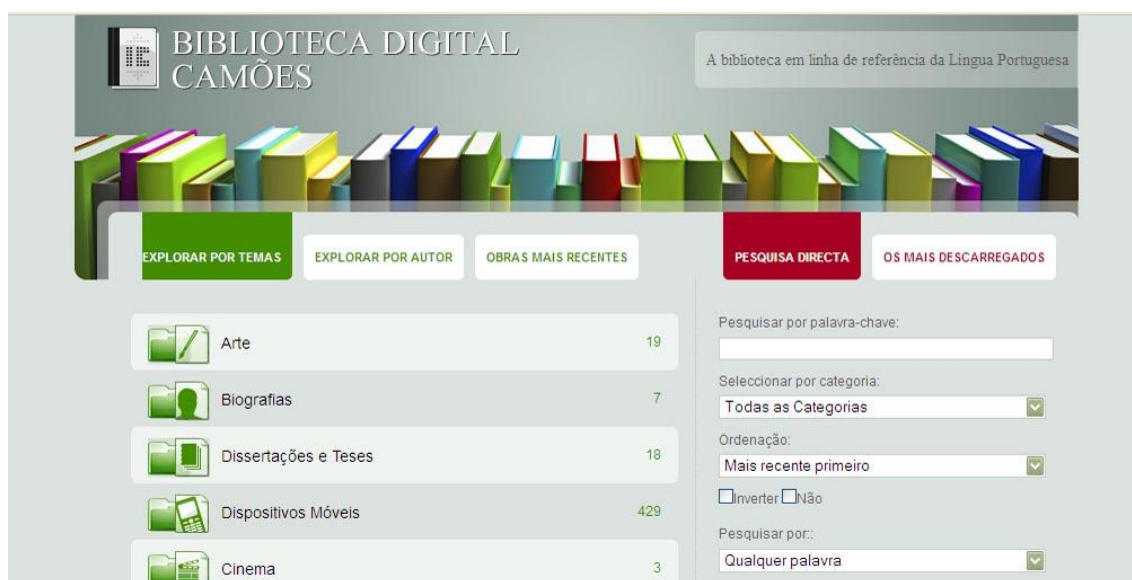 BIBLIOTECA DIGITAL
CAMÕES
A biblioteca em linha de referência da Lingua Portuguesa
EXPLORAR POR TEMAS
EXPLORAR POR AUTOR
OBRAS MAIS RECENTES
PESQUISA DIRECTA
OS MAIS DESCARREGADOS
Arte 19
Biografias 7
Dissertações e Teses 18
Dispositivos Móveis 429
Cinema 3
Pesquisar por palavra-chave:
Seleccionar por categoria:
Todas as Categorias
Ordenação:
Mais recente primeiro
Inverter Não
Pesquisar por::
Qualquer palavra